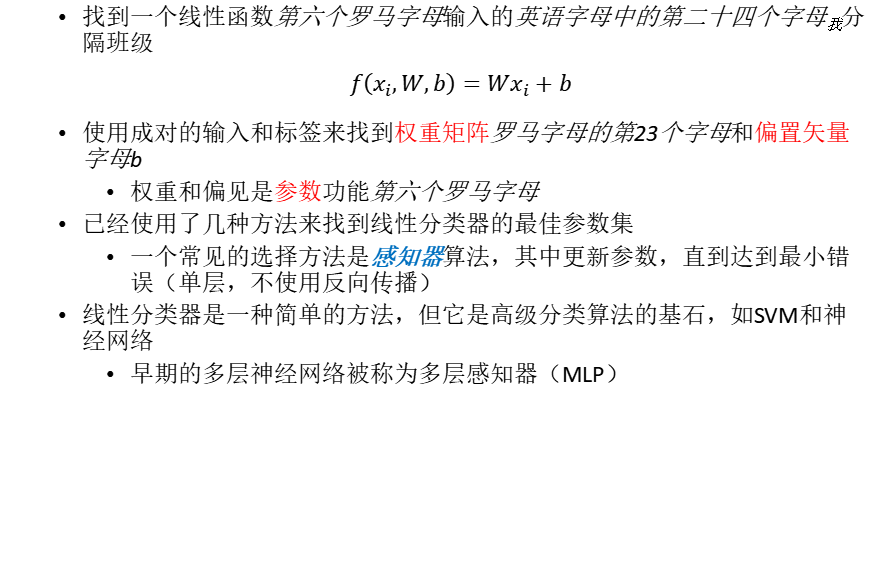 • 找到一个线性函数第六个罗马字母输入的英语字母中的第二十四个字母我分
隔班级
f(xᵢ, W, b) = Wxᵢ + b
• 使用成对的输入和标签来找到权重矩阵罗马字母的第23个字母和偏置矢量
字母b
• 权重和偏见是参数功能第六个罗马字母
• 已经使用了几种方法来找到线性分类器的最佳参数集
• 一个常见的选择方法是感知器算法，其中更新参数，直到达到最小错
误（单层，不使用反向传播）
• 线性分类器是一种简单的方法，但它是高级分类算法的基石，如SVM和神
经网络
• 早期的多层神经网络被称为多层感知器（MLP）